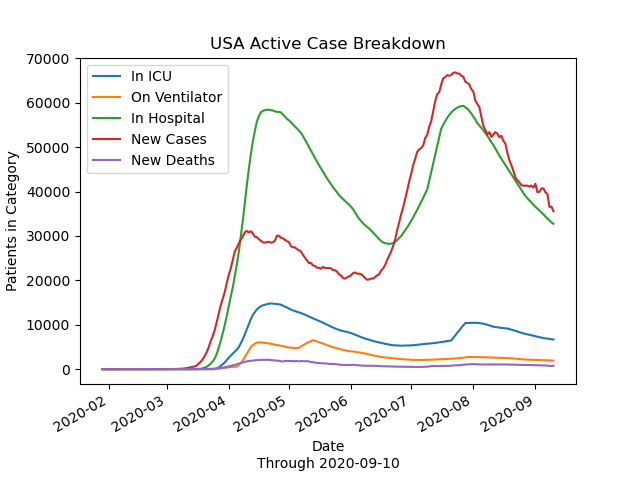 USA Active Case Breakdown
70000
60000
50000
40000
30000
20000
10000
0
Patients in Category
In ICU
On Ventilator
In Hospital
New Cases
New Deaths
2020-02
2020-03
2020-04
2020-05
2020-06
2020-07
2020-08
2020-09
Date
Through 2020-09-10